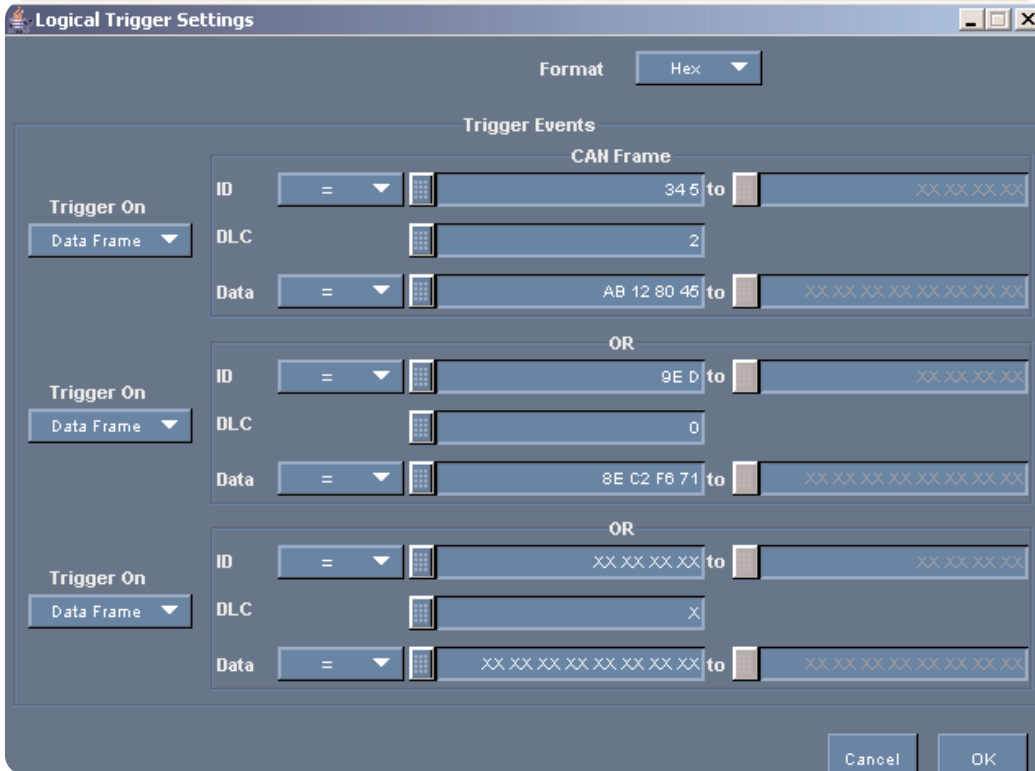 Logical Trigger Settings
Format Hex
Trigger Events
CAN Frame
ID = 34 5 to XX XX XX XX
Trigger On
Data Frame
DLC 2
Data = AB 12 80 45 to XX XX XX XX XX XX XX XX
OR
ID = 9E D to XX XX XX XX
Trigger On
Data Frame
DLC 0
Data = 8E C2 F6 71 to XX XX XX XX XX XX XX XX
OR
ID = XX XX XX XX to XX XX XX XX
Trigger On
Data Frame
DLC X
Data = XX XX XX XX XX XX XX XX to XX XX XX XX XX XX XX XX
Cancel OK